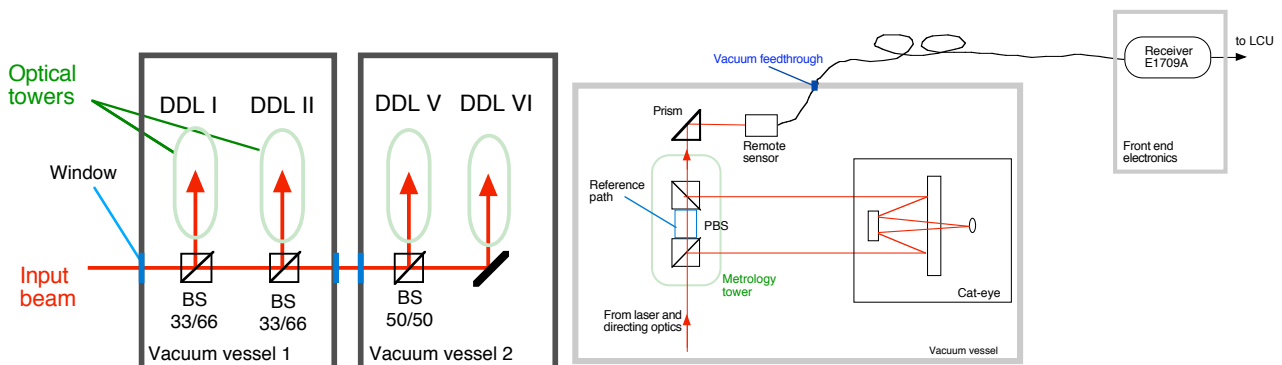 Optical
towers
DDL I
DDL II
DDL V
DDL VI
Window
Input
beam
BS
33/66
BS
33/66
BS
50/50
Vacuum vessel 1
Vacuum vessel 2
Vacuum feedthrough
Receiver
E1709A
to LCU
Front end
electronics
Prism
Remote
sensor
Reference
path
PBS
Metrology
tower
Cat-eye
From laser and
directing optics
Vacuum vessel